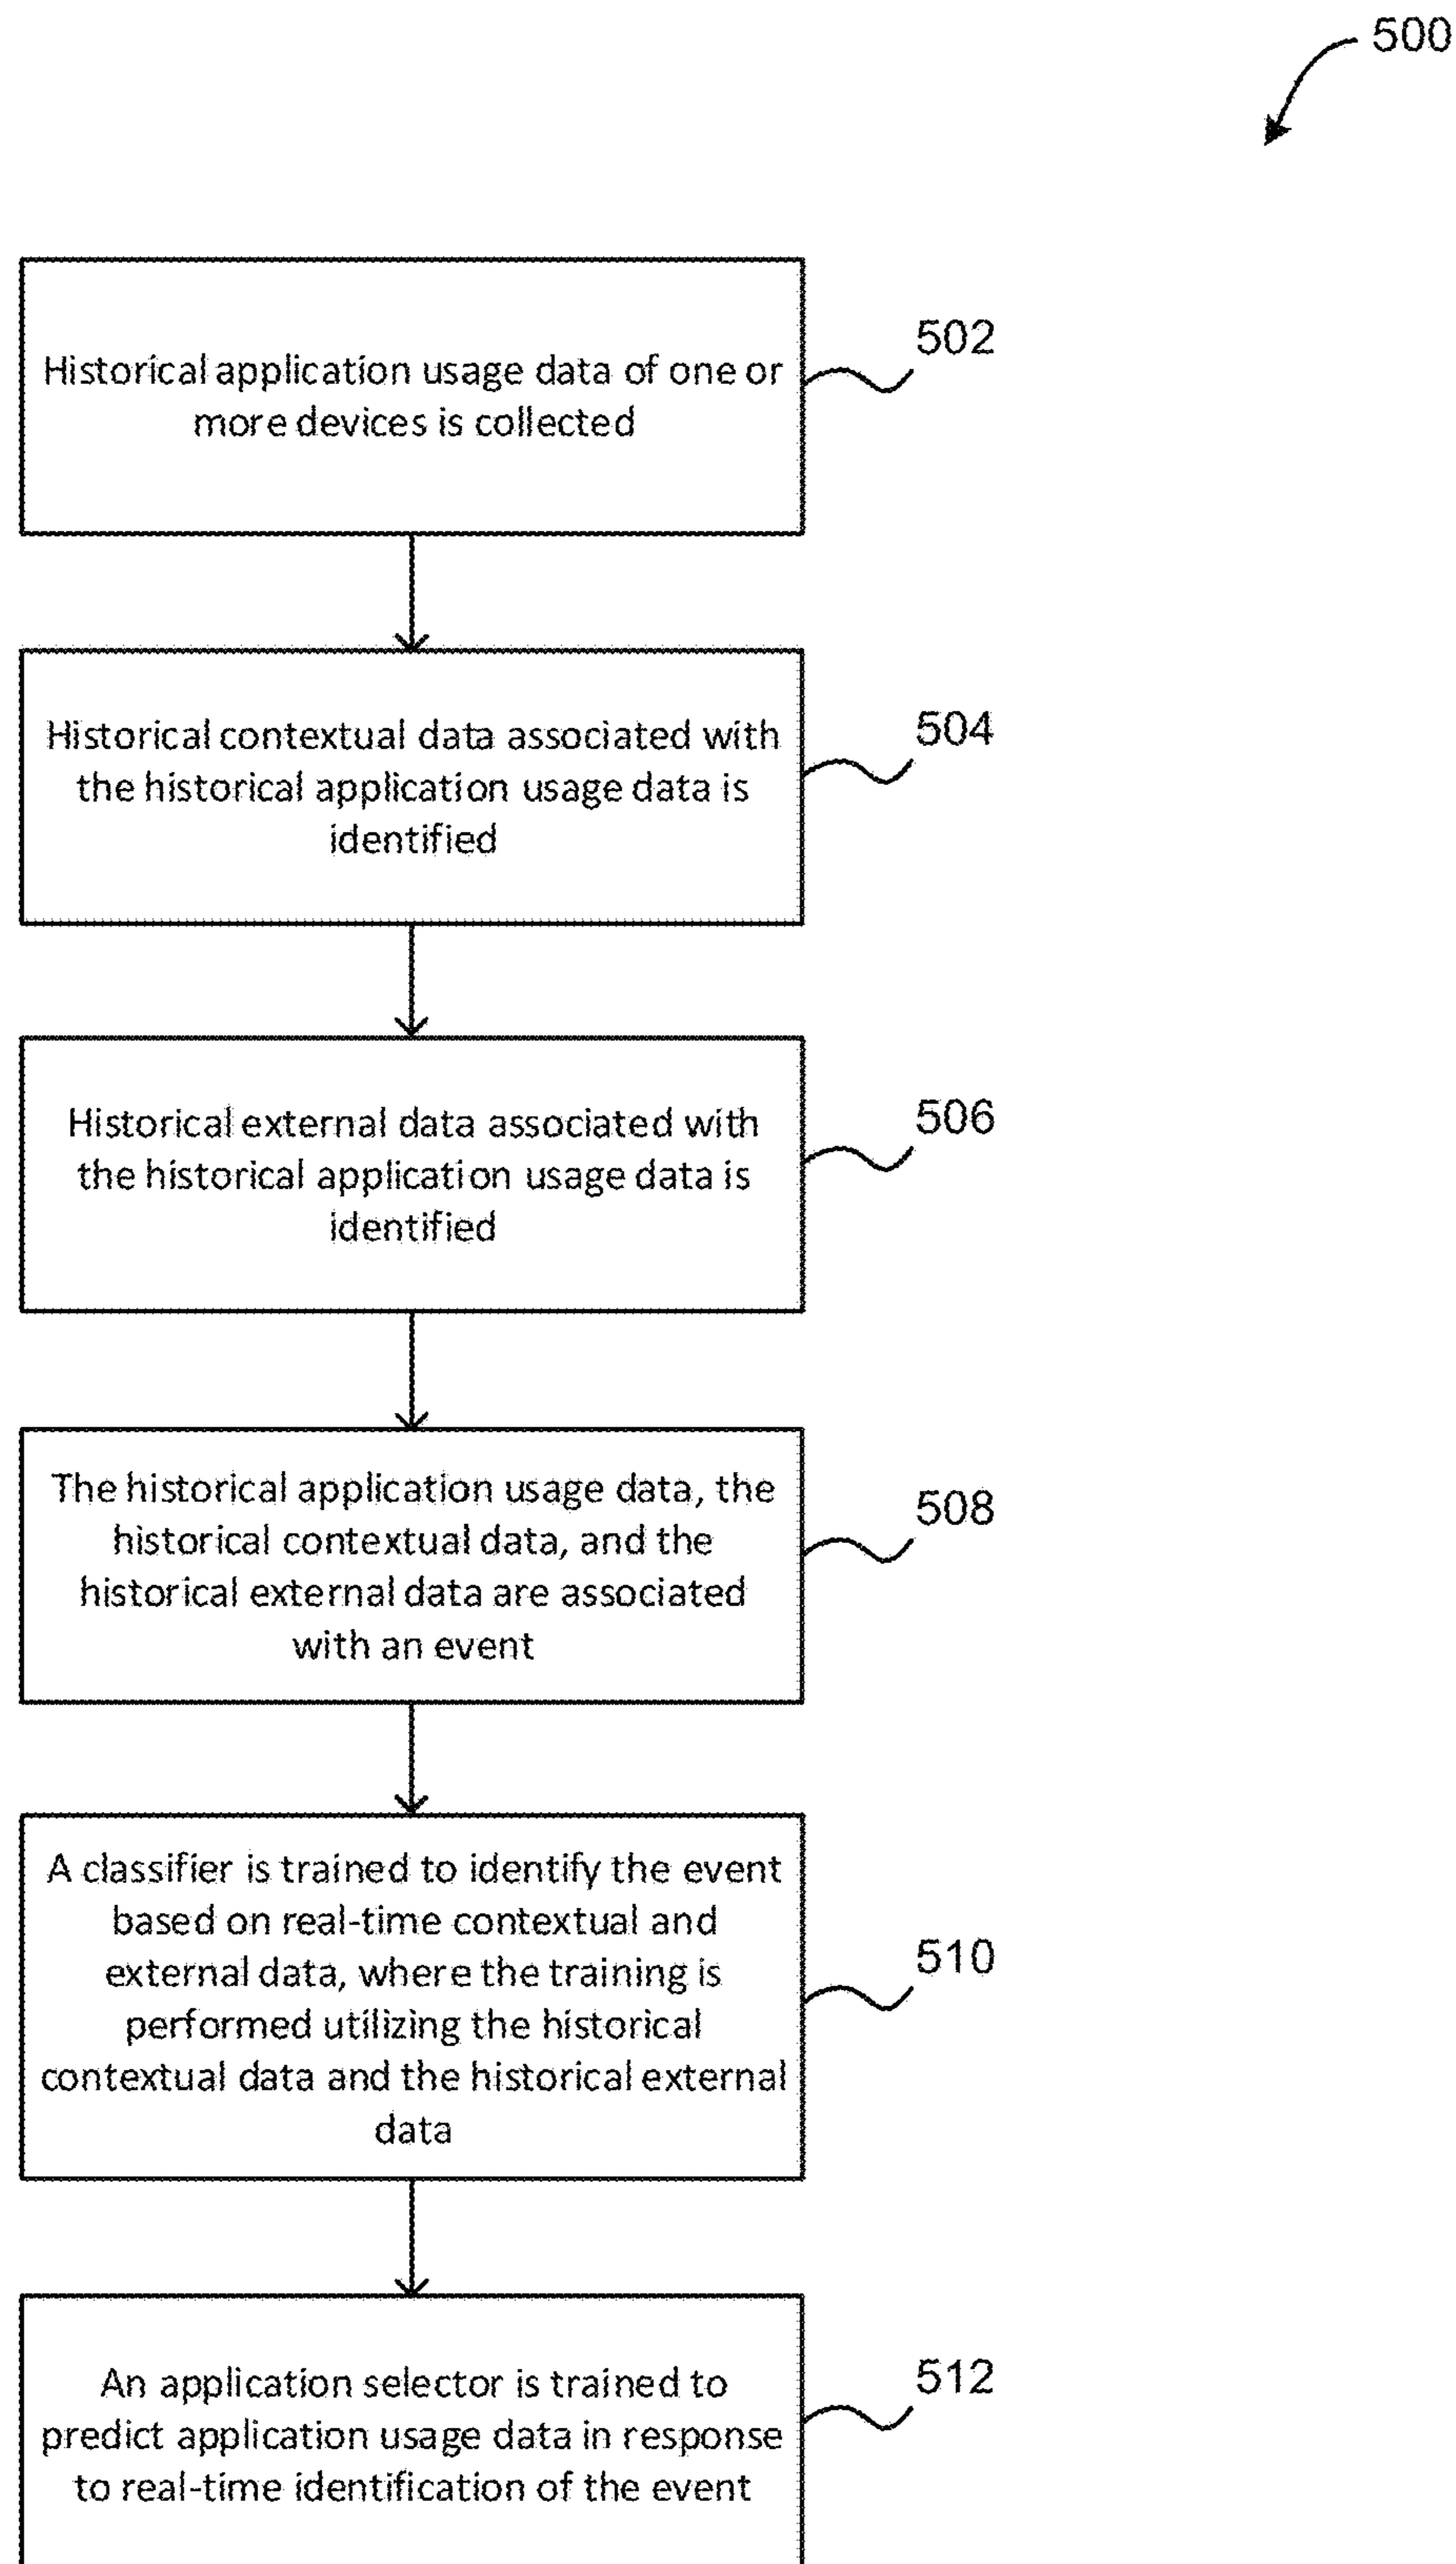 500
Historical application usage data of one or
more devices is collected
502
Historical contextual data associated with
the historical application usage data is
identified
504
Historical external data associated with
the historical application usage data is
identified
506
The historical application usage data, the
historical contextual data, and the
historical external data are associated
with an event
508
A classifier is trained to identify the event
based on real-time contextual and
external data, where the training is
performed utilizing the historical
contextual data and the historical external
data
510
An application selector is trained to
predict application usage data in response
to real-time identification of the event
512